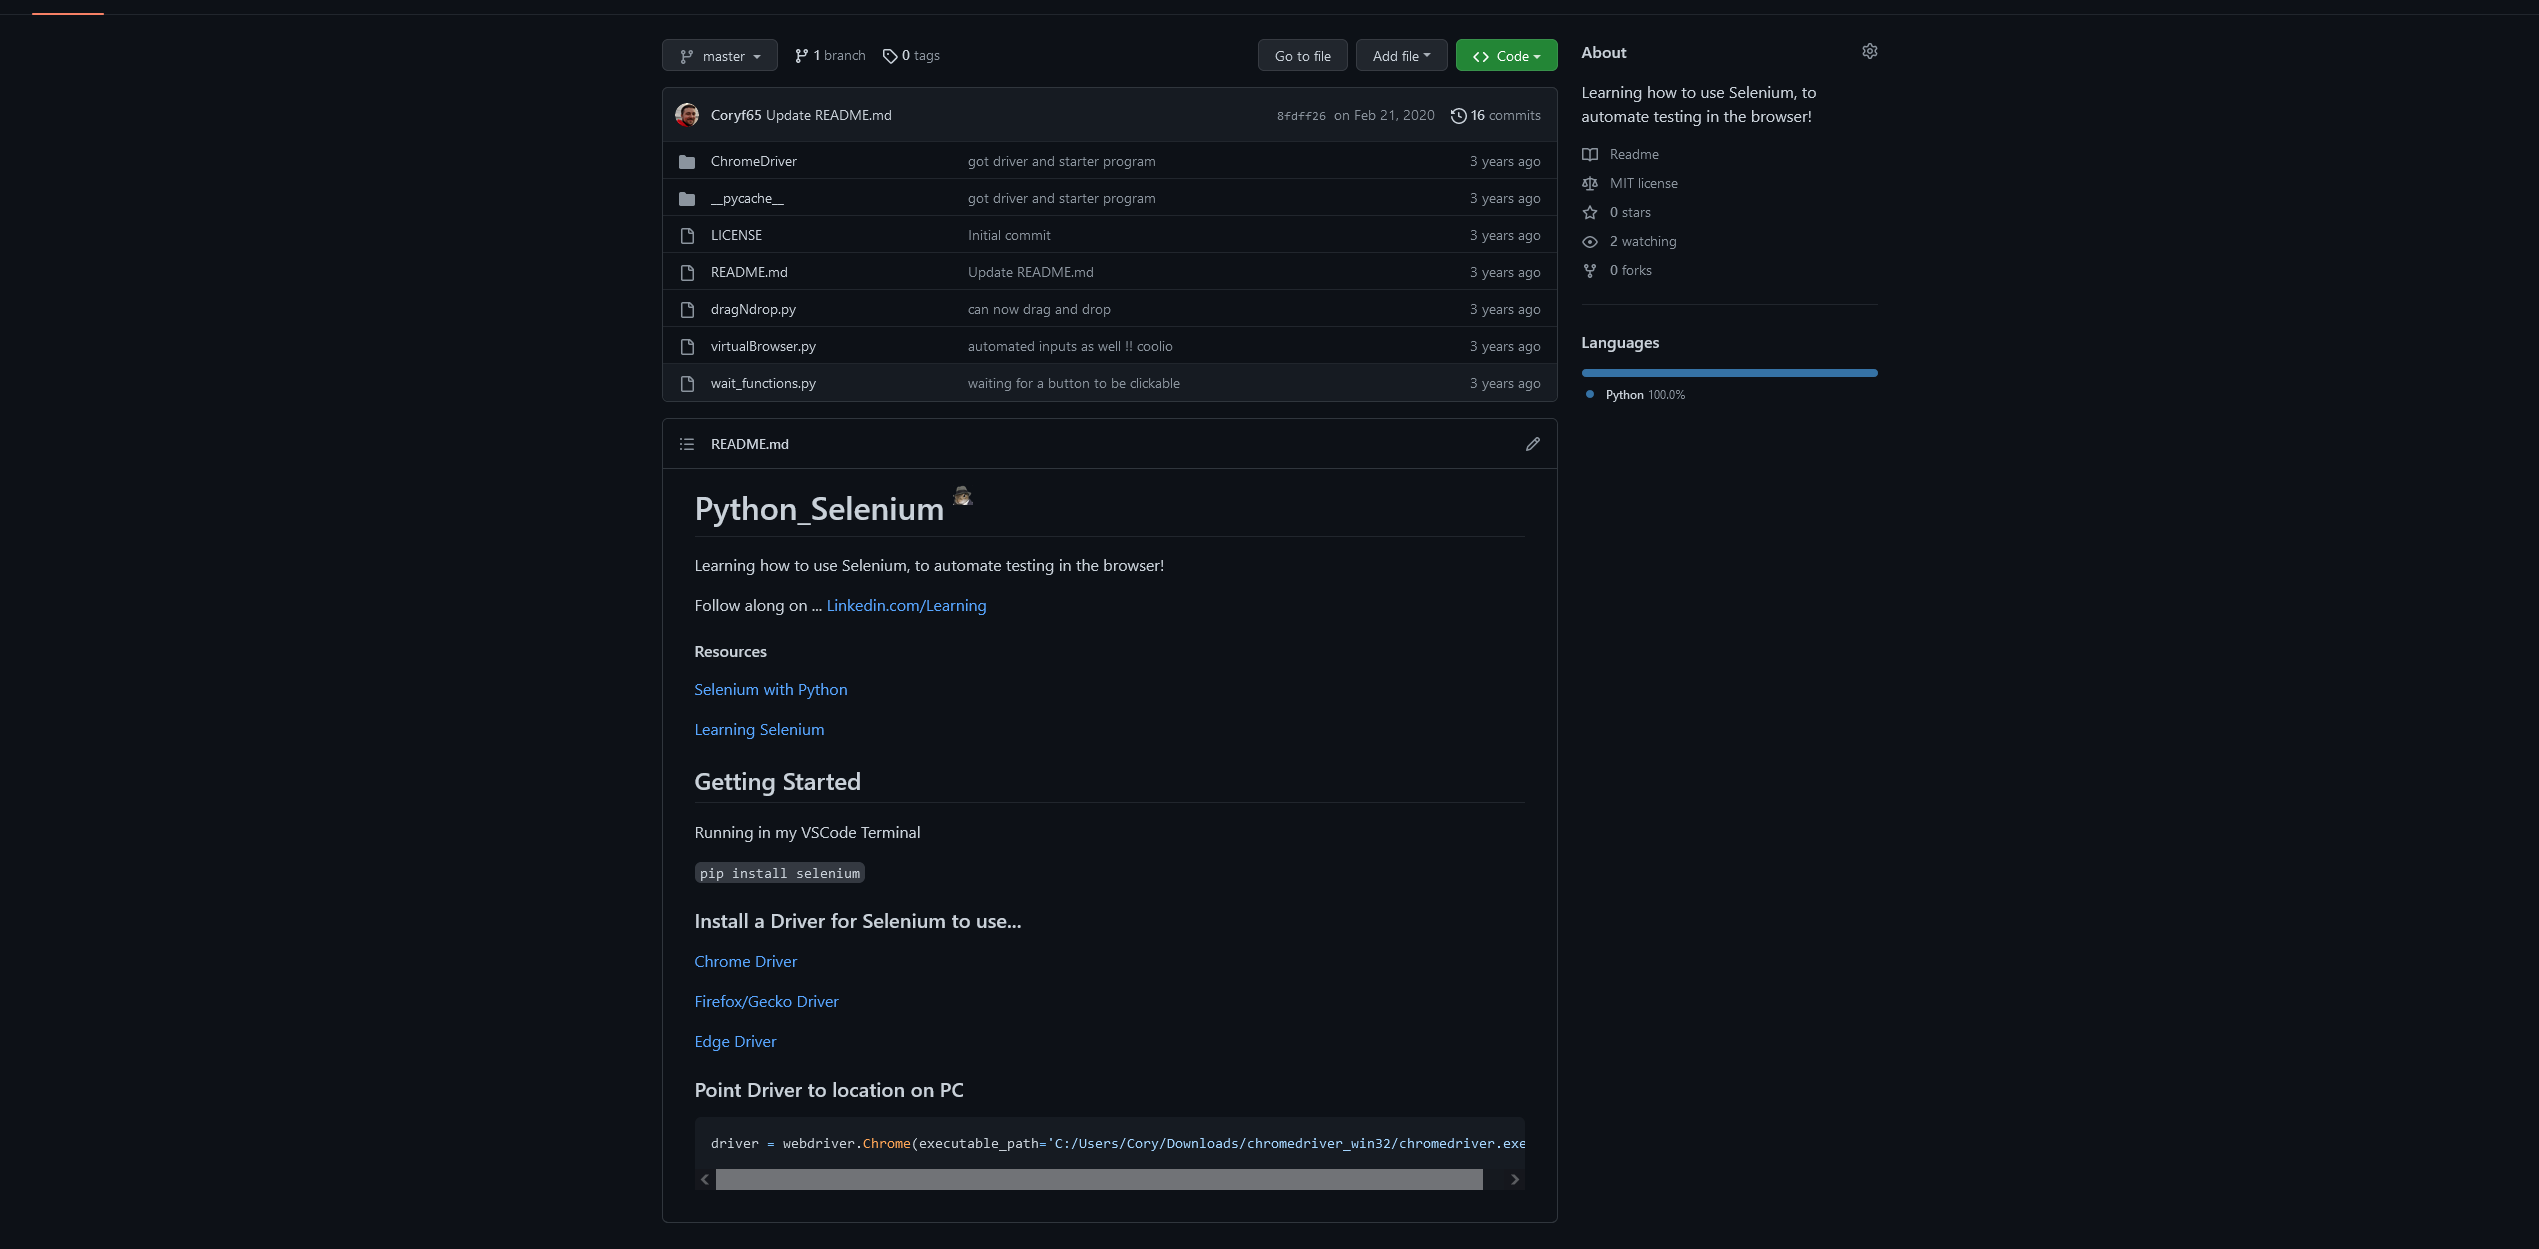 master 1 branch 0 tags Go to file Add file Code
Coryf65 Update README.md 8fdff26 on Feb 21, 2020 16 commits
ChromeDriver got driver and starter program 3 years ago
__pycache__ got driver and starter program 3 years ago
LICENSE Initial commit 3 years ago
README.md Update README.md 3 years ago
dragNdrop.py can now drag and drop 3 years ago
virtualBrowser.py automated inputs as well !! coolio 3 years ago
wait_functions.py waiting for a button to be clickable 3 years ago
README.md
Python_Selenium
Learning how to use Selenium, to automate testing in the browser!
Follow along on ... Linkedin.com/Learning
Resources
Selenium with Python
Learning Selenium
Getting Started
Running in my VSCode Terminal
pip install selenium
Install a Driver for Selenium to use...
Chrome Driver
Firefox/Gecko Driver
Edge Driver
Point Driver to location on PC
driver = webdriver.Chrome(executable_path='C:/Users/Cory/Downloads/chromedriver_win32/chromedriver.exe
About
Learning how to use Selenium, to
automate testing in the browser!
Readme
MIT license
0 stars
2 watching
0 forks
Languages
Python 100.0%